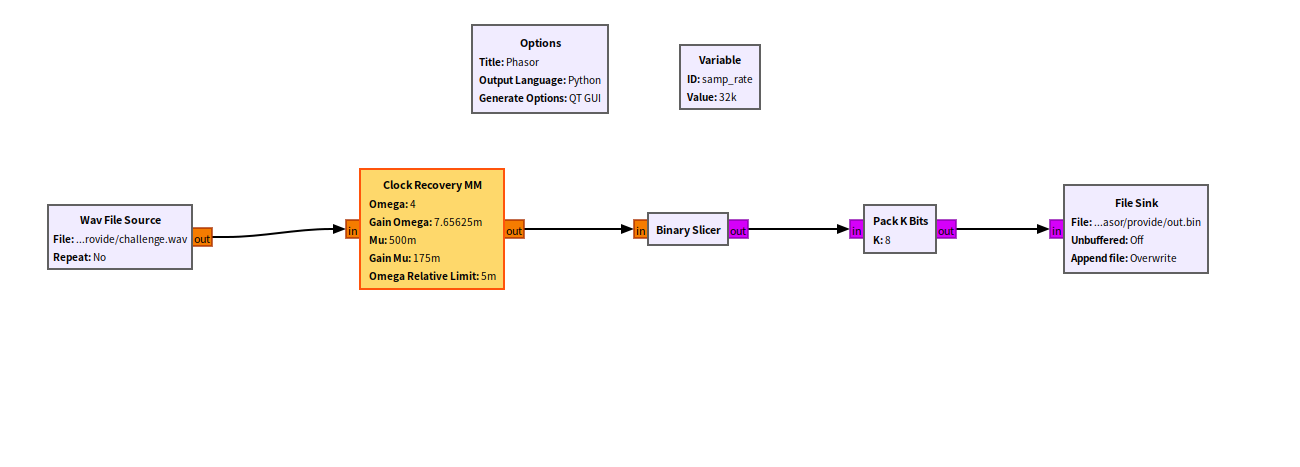 Options
Title: Phasor
Output Language: Python
Generate Options: QT GUI
Variable
ID: samp_rate
Value: 32k
Wav File Source
File: ...rovide/challenge.wav
Repeat: No
out
in
Clock Recovery MM
Omega: 4
Gain Omega: 7.65625m
Mu: 500m
Gain Mu: 175m
Omega Relative Limit: 5m
out
in
Binary Slicer
out
in
Pack K Bits
K: 8
out
in
File Sink
File: ...asor/provide/out.bin
Unbuffered: Off
Append file: Overwrite